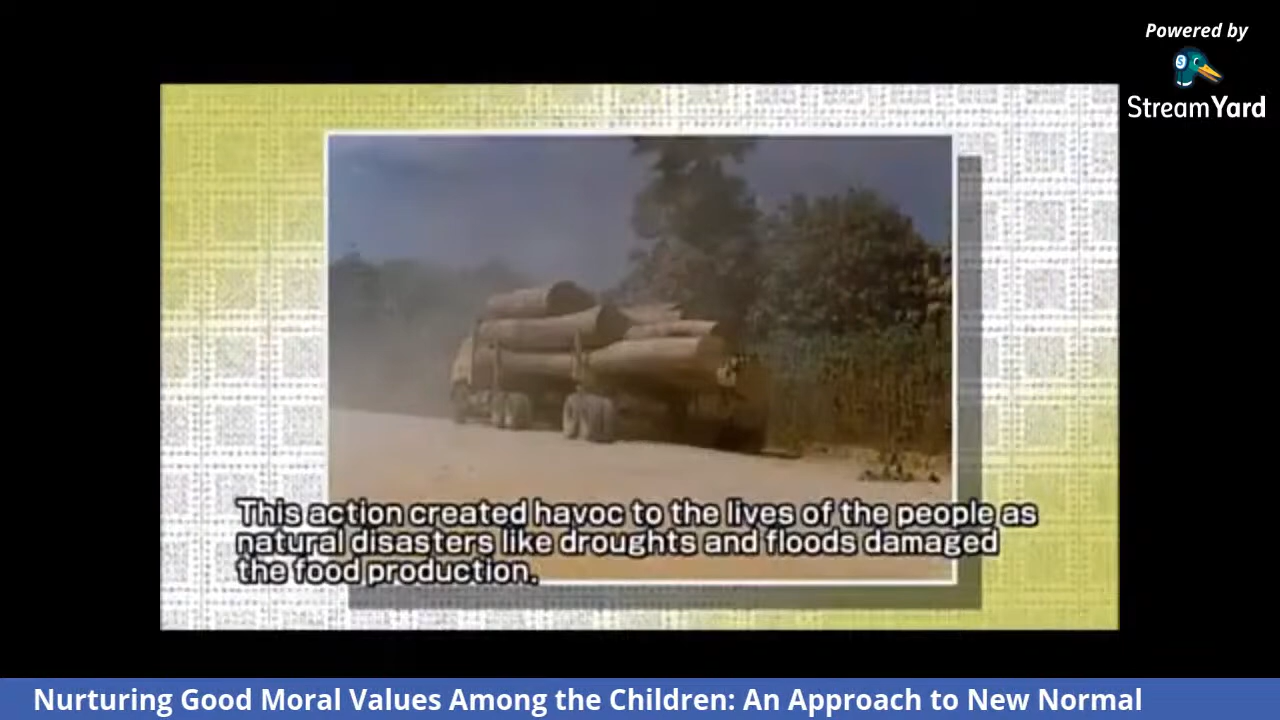 Powered by
StreamYard
This action created havoc to the lives of the people as
natural disasters like droughts and floods damaged
the food production.
Nurturing Good Moral Values Among the Children: An Approach to New Normal